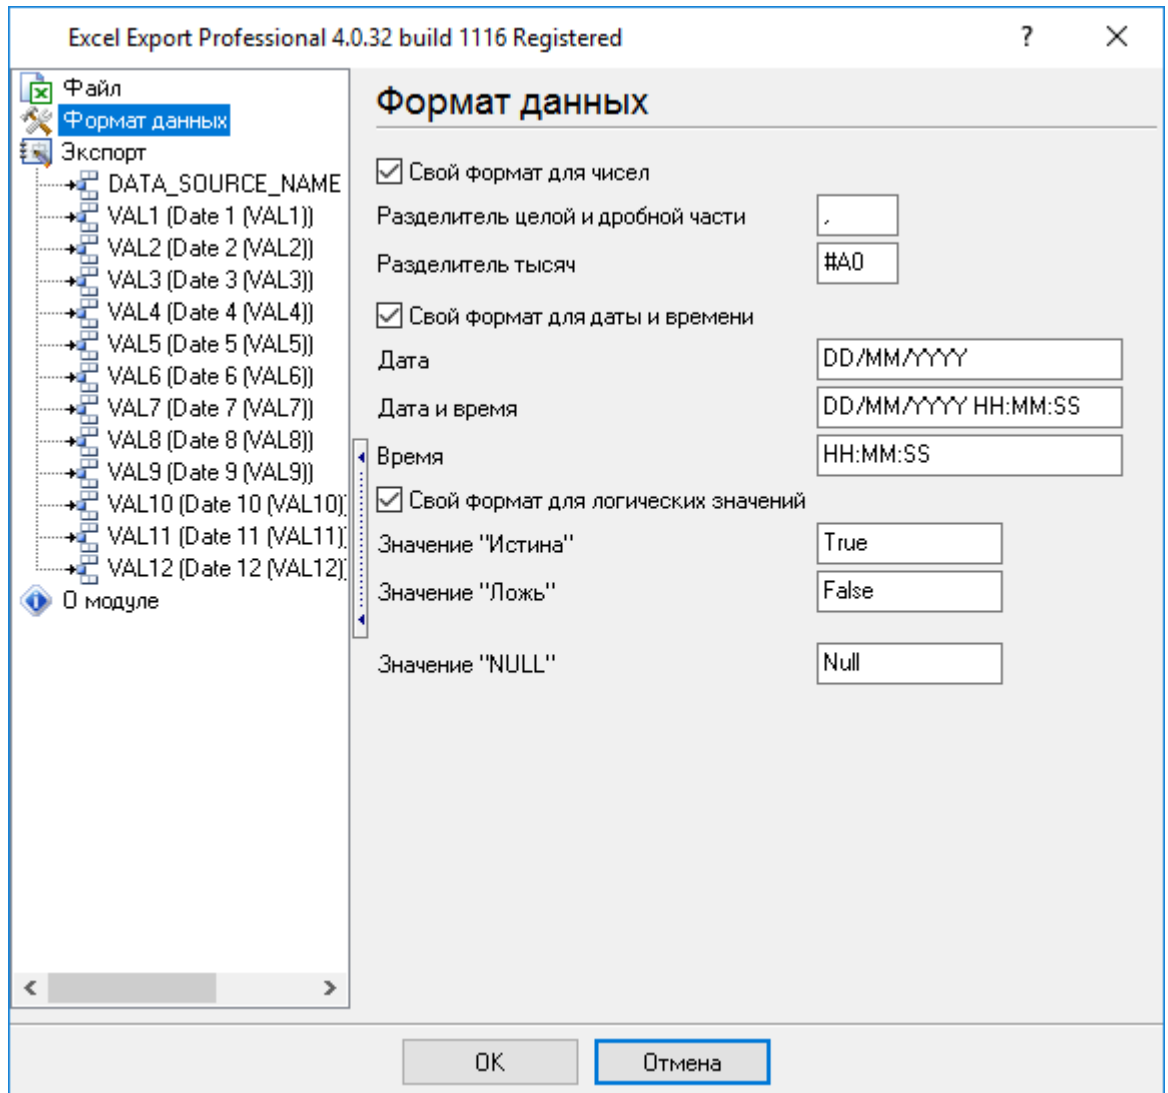 Excel Export Professional 4.0.32 build 1116 Registered
?
Файл
Формат данных
Экспорт
DATA_SOURCE_NAME
VAL1 (Date 1 (VAL1))
VAL2 (Date 2 (VAL2))
VAL3 (Date 3 (VAL3))
VAL4 (Date 4 (VAL4))
VAL5 (Date 5 (VAL5))
VAL6 (Date 6 (VAL6))
VAL7 (Date 7 (VAL7))
VAL8 (Date 8 (VAL8))
VAL9 (Date 9 (VAL9))
VAL10 (Date 10 (VAL10))
VAL11 (Date 11 (VAL11))
VAL12 (Date 12 (VAL12))
О модуле
Формат данных
Свой формат для чисел
Разделитель целой и дробной части ,
Разделитель тысяч #A0
Свой формат для даты и времени
Дата DD/MM/YYYY
Дата и время DD/MM/YYYY HH:MM:SS
Время HH:MM:SS
Свой формат для логических значений
Значение "Истина" True
Значение "Ложь" False
Значение "NULL" Null
OK Отмена